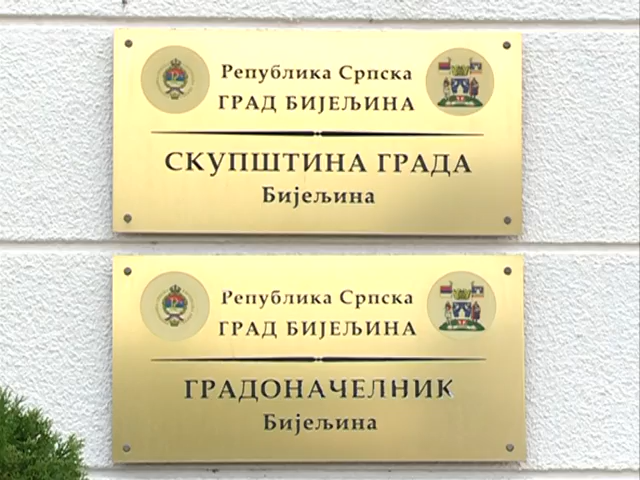 Република Српска
ГРАД БИЈЕЉИНА
СКУПШТИНА ГРАДА
Бијељина
Република Српска
ГРАД БИЈЕЉИНА
ГРАДОНАЧЕЛНИК
Бијељина